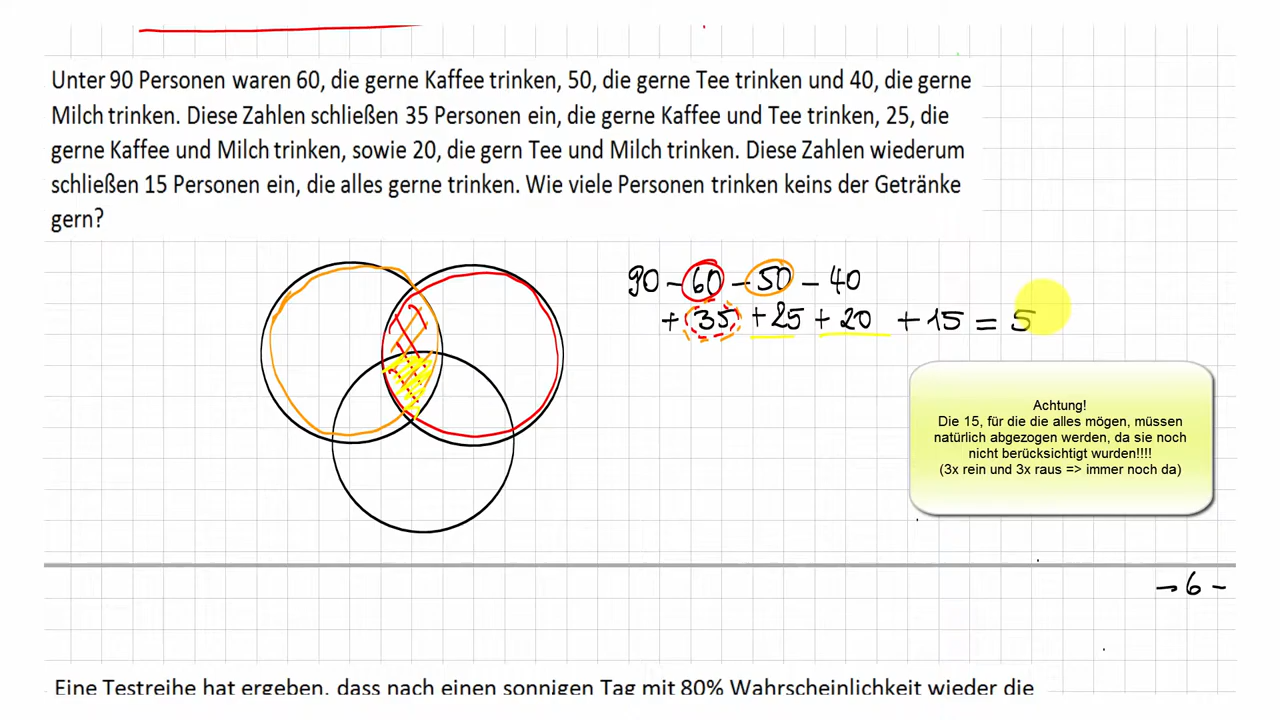 Unter 90 Personen waren 60, die gerne Kaffee trinken, 50, die gerne Tee trinken und 40, die gerne
Milch trinken. Diese Zahlen schließen 35 Personen ein, die gerne Kaffee und Tee trinken, 25, die
gerne Kaffee und Milch trinken, sowie 20, die gern Tee und Milch trinken. Diese Zahlen wiederum
schließen 15 Personen ein, die alles gerne trinken. Wie viele Personen trinken keins der Getränke
gern?
90 - 60 - 50 - 40
+ 35 + 25 + 20 + 15 = 5
Achtung!
Die 15, für die die alles mögen, müssen
natürlich abgezogen werden, da sie noch
nicht berücksichtigt wurden!!!!
(3x rein und 3x raus => immer noch da)
- 6 -
Eine Testreihe hat ergeben, dass nach einen sonnigen Tag mit 80% Wahrscheinlichkeit wieder die